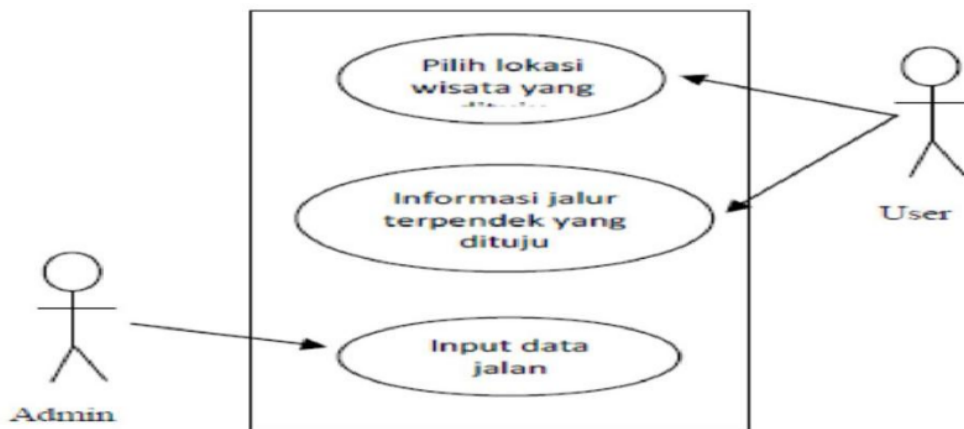 Pilih lokasi
wisata yang
Informasi jalur
terpendek yang
dituju
User
Input data
jalan
Admin